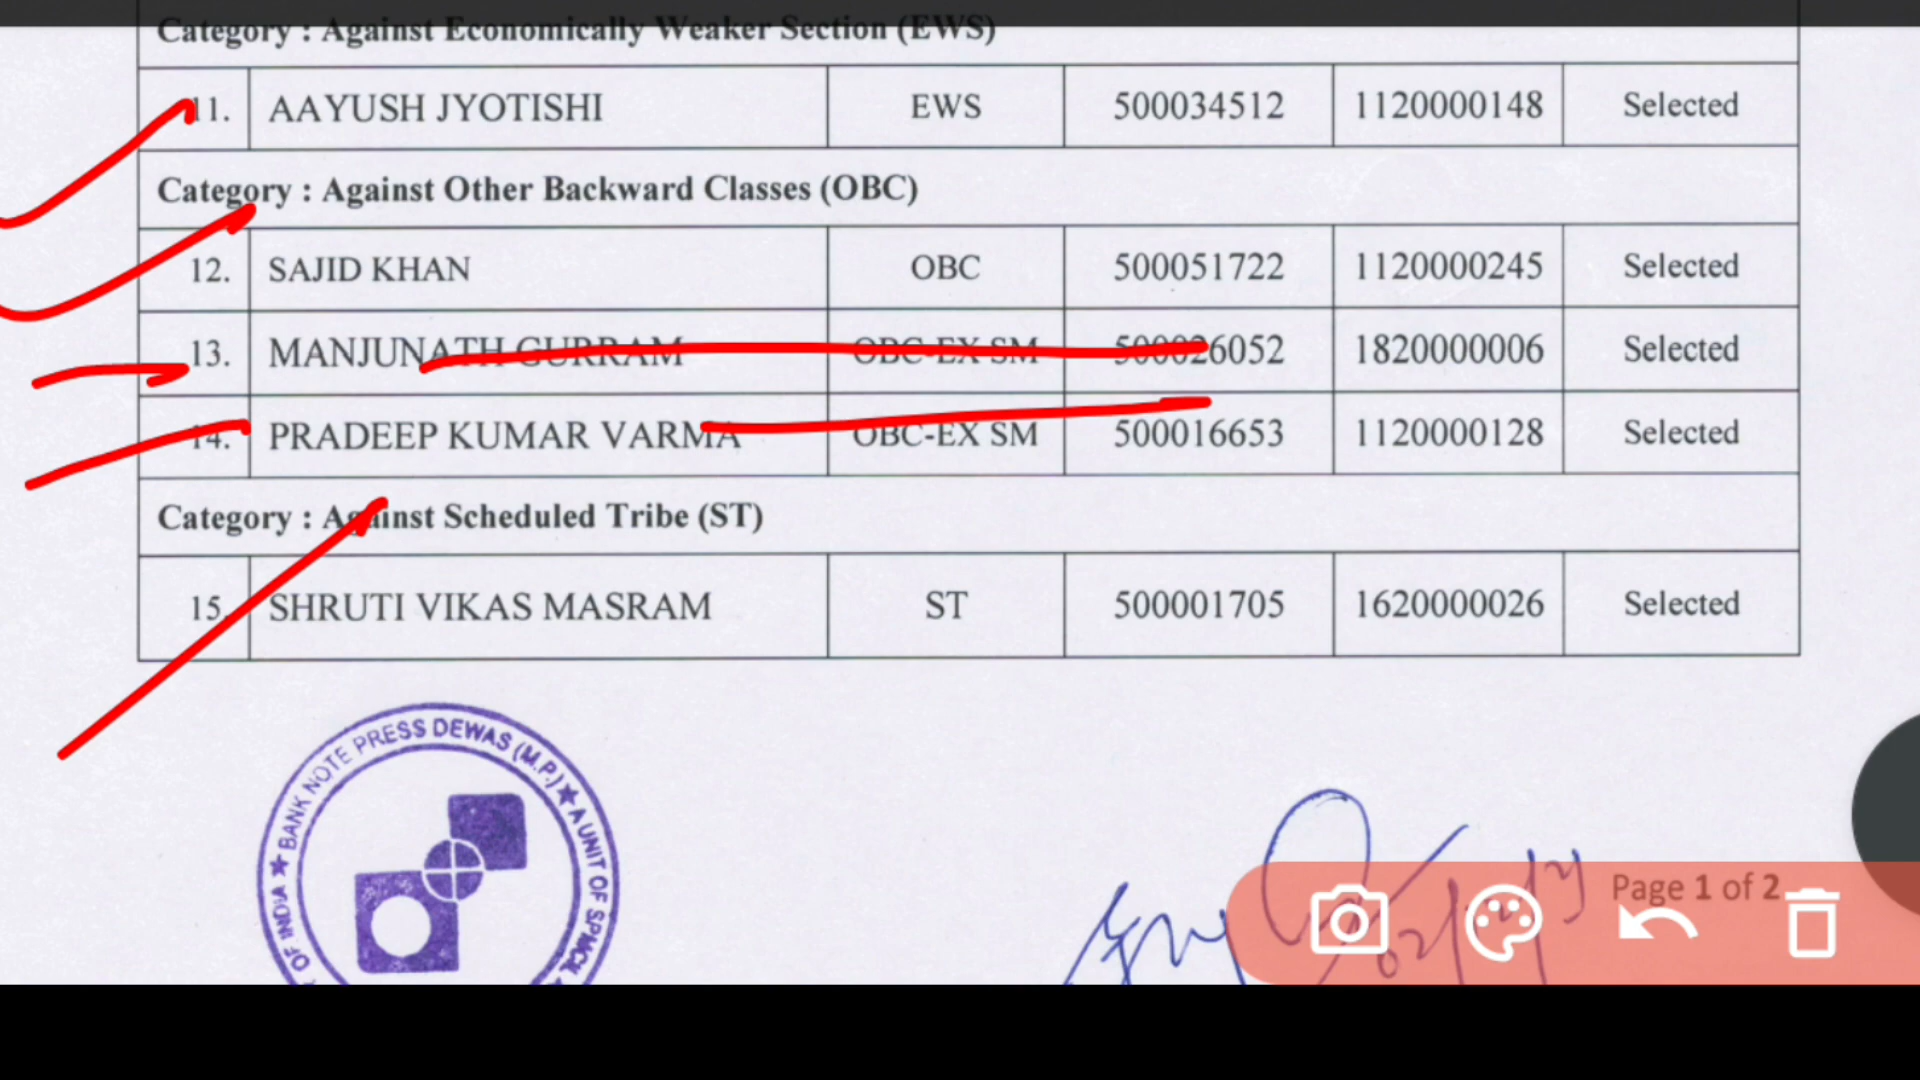 Category : Against Economically Weaker Section (EWS)
11. AAYUSH JYOTISHI EWS 500034512 1120000148 Selected
Category : Against Other Backward Classes (OBC)
12. SAJID KHAN OBC 500051722 1120000245 Selected
13. MANJUNATH GURRAM OBC-EX SM 500026052 1820000006 Selected
14. PRADEEP KUMAR VARMA OBC-EX SM 500016653 1120000128 Selected
Category : Against Scheduled Tribe (ST)
15. SHRUTI VIKAS MASRAM ST 500001705 1620000026 Selected
OF INDIA ★ BANK NOTE PRESS DEWAS (M.P.) ★ A UNIT OF SPMCIL
Page 1 of 2